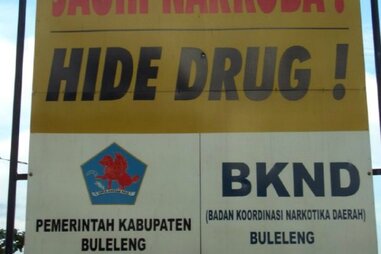 HIDE DRUG !
BKND
(BADAN KOORDINASI NARKOTIKA DAERAH)
BULELENG
PEMERINTAH KABUPATEN
BULELENG